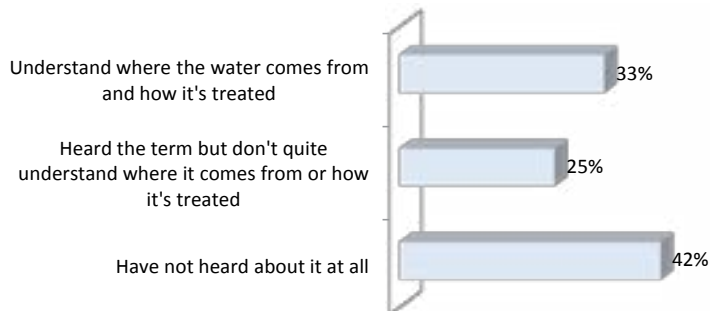 Understand where the water comes from
and how it's treated
33%
Heard the term but don't quite
understand where it comes from or how
it's treated
25%
Have not heard about it at all
42%